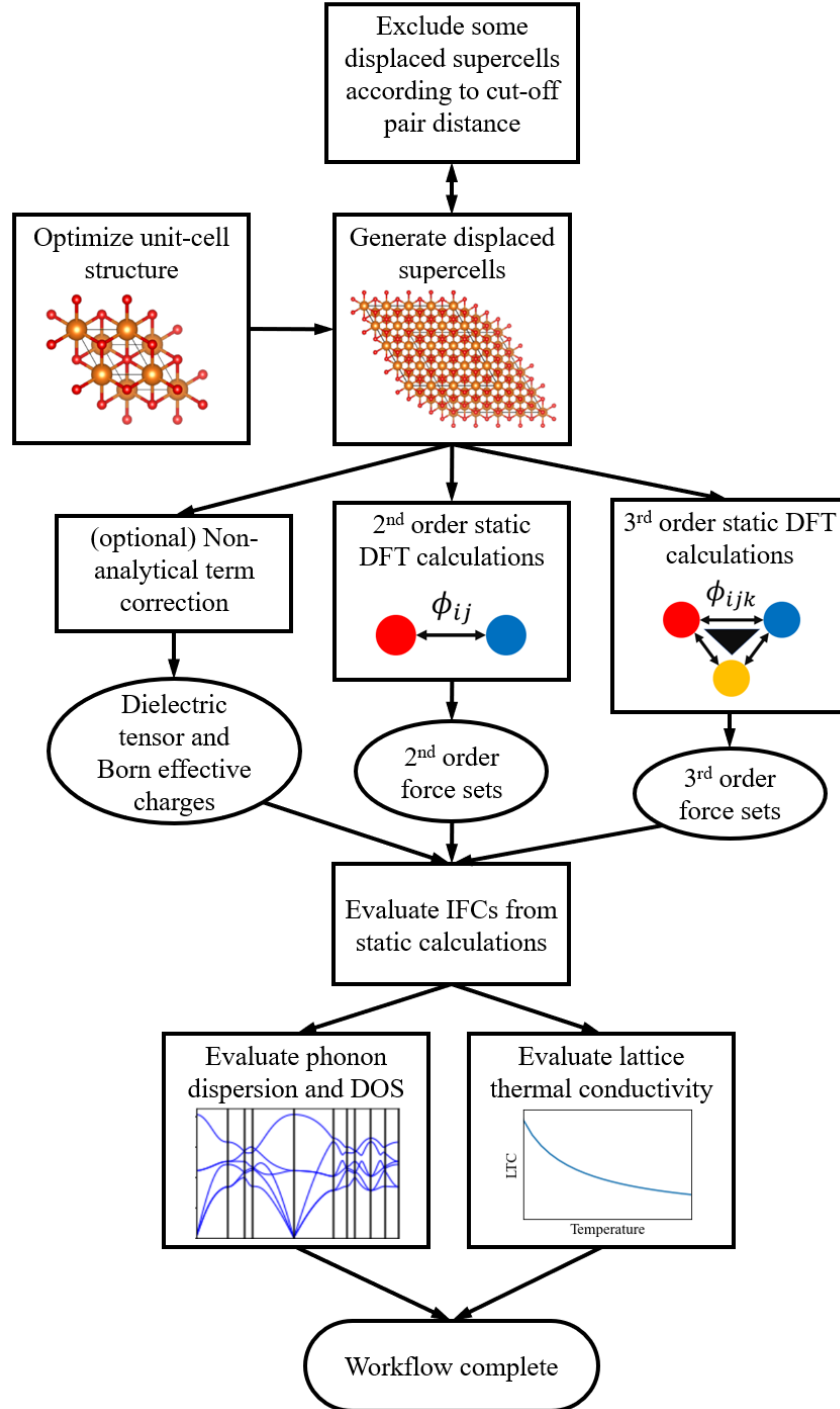 Exclude some
displaced supercells
according to cut-off
pair distance
Optimize unit-cell
structure
Generate displaced
supercells
(optional) Non-
analytical term
correction
2nd order static
DFT calculations
ϕij
3rd order static DFT
calculations
ϕijk
Dielectric
tensor and
Born effective
charges
2nd order
force sets
3rd order
force sets
Evaluate IFCs from
static calculations
Evaluate phonon
dispersion and DOS
Evaluate lattice
thermal conductivity
LTC
Temperature
Workflow complete